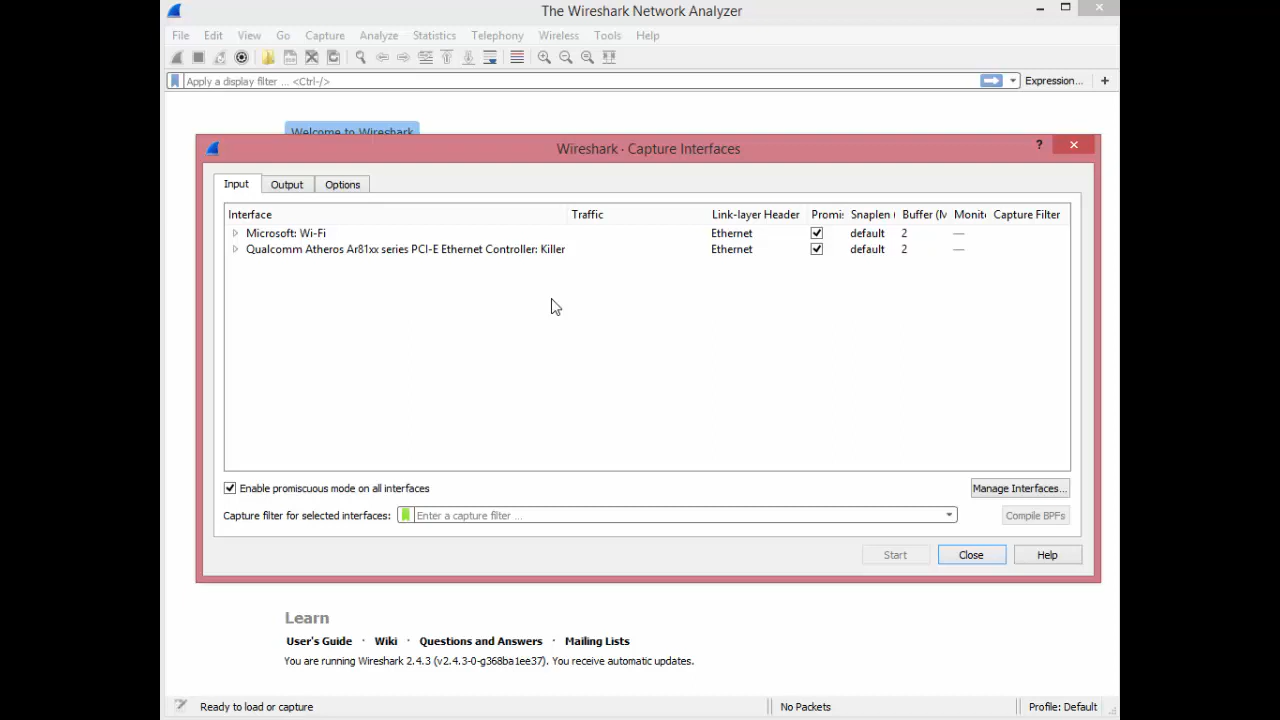 The Wireshark Network Analyzer
File Edit View Go Capture Analyze Statistics Telephony Wireless Tools Help
Apply a display filter ... <Ctrl-/> Expression... +
Welcome to Wireshark
Wireshark · Capture Interfaces ?
Input Output Options
Interface Traffic Link-layer Header Promis Snaplen ( Buffer (M Monito Capture Filter
Microsoft: Wi-Fi Ethernet default 2 —
Qualcomm Atheros Ar81xx series PCI-E Ethernet Controller: Killer Ethernet default 2 —
Enable promiscuous mode on all interfaces Manage Interfaces...
Capture filter for selected interfaces: Enter a capture filter ... Compile BPFs
Start Close Help
Learn
User's Guide · Wiki · Questions and Answers · Mailing Lists
You are running Wireshark 2.4.3 (v2.4.3-0-g368ba1ee37). You receive automatic updates.
Ready to load or capture No Packets Profile: Default